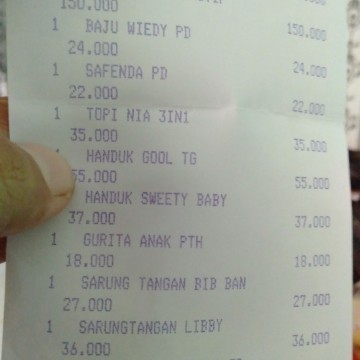 150.000 150.000
1 BAJU WIEDY PD
24.000 24.000
1 SAFENDA PD
22.000 22.000
1 TOPI NIA 3IN1
35.000 35.000
1 HANDUK GOOL TG
55.000 55.000
HANDUK SWEETY BABY
37.000 37.000
1 GURITA ANAK PTH
18.000 18.000
1 SARUNG TANGAN BIB BAN
27.000 27.000
1 SARUNGTANGAN LIBBY
36.000 36.000